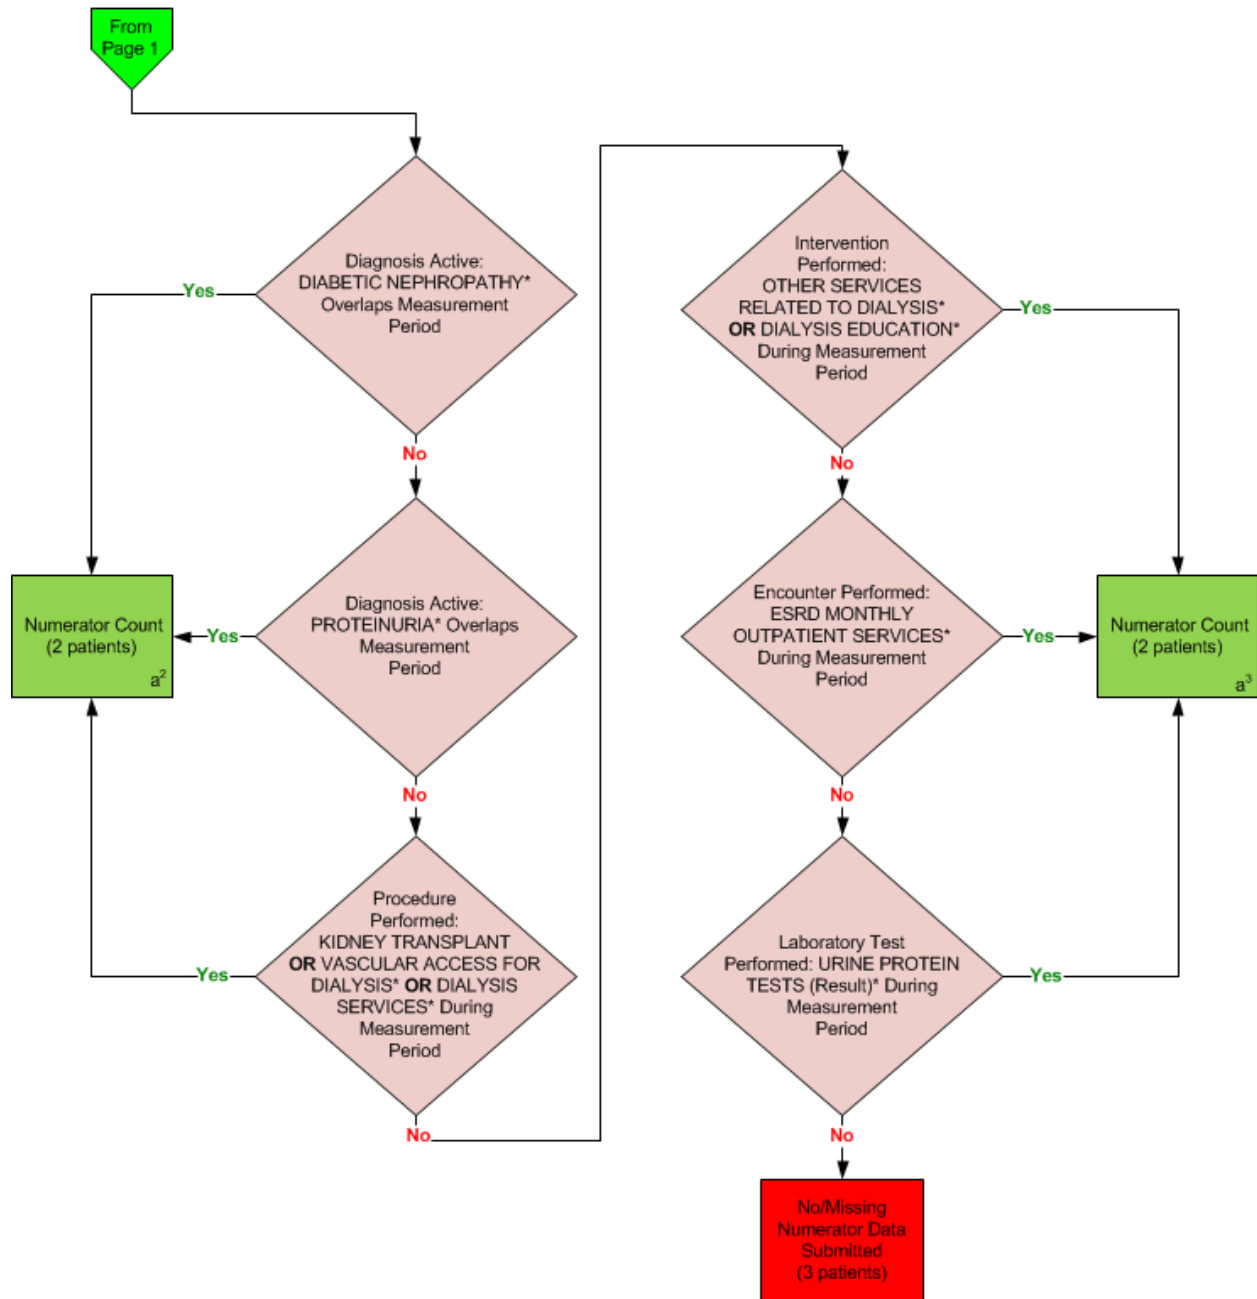 From
Page 1
Diagnosis Active:
DIABETIC NEPHROPATHY*
Overlaps Measurement
Period
Yes
No
Diagnosis Active:
PROTEINURIA* Overlaps
Measurement
Period
Yes
Numerator Count
(2 patients)
a²
No
Procedure
Performed:
KIDNEY TRANSPLANT
OR VASCULAR ACCESS FOR
DIALYSIS* OR DIALYSIS
SERVICES* During
Measurement
Period
Yes
No
Intervention
Performed:
OTHER SERVICES
RELATED TO DIALYSIS*
OR DIALYSIS EDUCATION*
During Measurement
Period
Yes
No
Encounter Performed:
ESRD MONTHLY
OUTPATIENT SERVICES*
During Measurement
Period
Yes
Numerator Count
(2 patients)
a³
No
Laboratory Test
Performed: URINE PROTEIN
TESTS (Result)* During
Measurement
Period
Yes
No
No/Missing
Numerator Data
Submitted
(3 patients)